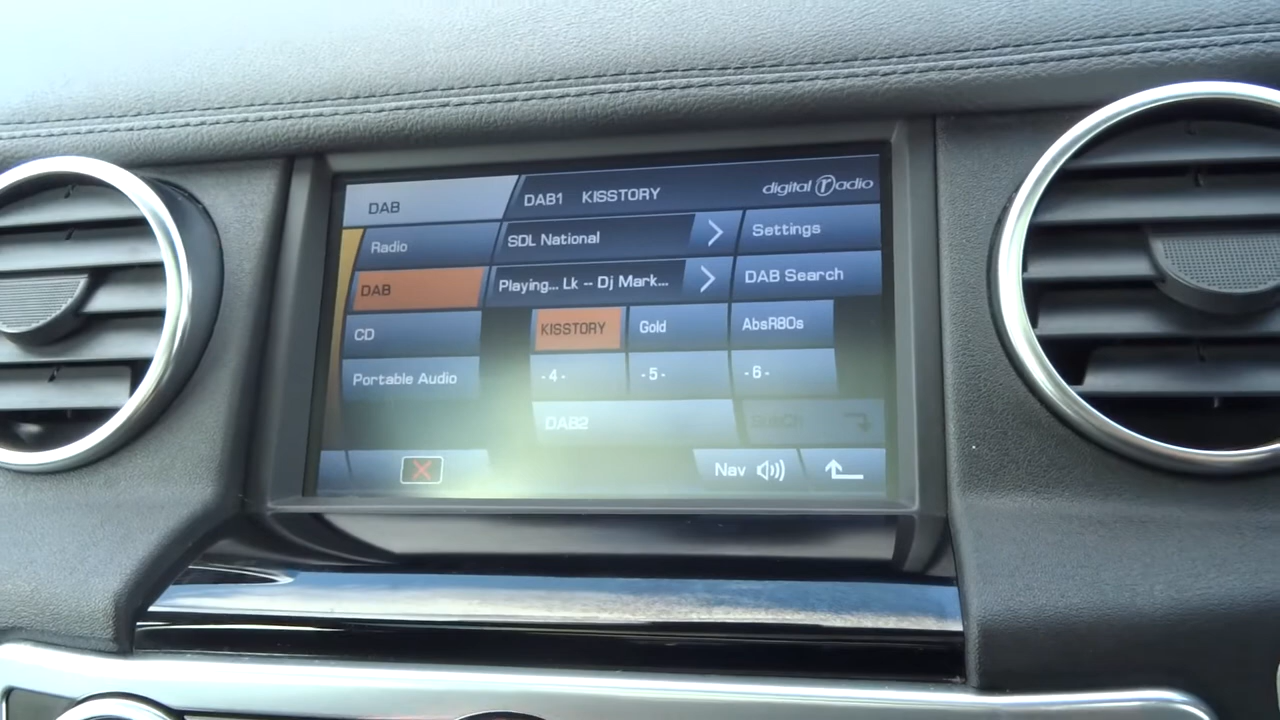 DAB
DAB1 KISSTORY
digital radio
Radio
SDL National
Settings
DAB
Playing... Lk -- Dj Mark...
DAB Search
CD
KISSTORY
Gold
AbsR80s
Portable Audio
- 4 -
- 5 -
- 6 -
DAB2
SubCh
Nav